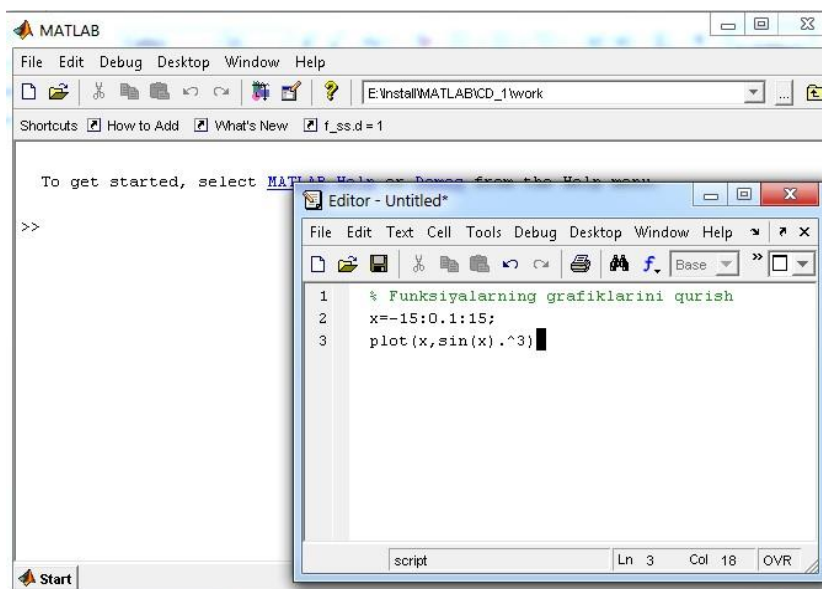 MATLAB
File Edit Debug Desktop Window Help
E:\Install\MATLAB\CD_1\work
Shortcuts How to Add What's New f_ss.d = 1
To get started, select MATLAB Help or Demos from the Help menu
>>
Editor - Untitled*
File Edit Text Cell Tools Debug Desktop Window Help
Base
1 % Funksiyalarning grafiklarini qurish
2 x=-15:0.1:15;
3 plot(x,sin(x).^3)
script Ln 3 Col 18 OVR
Start